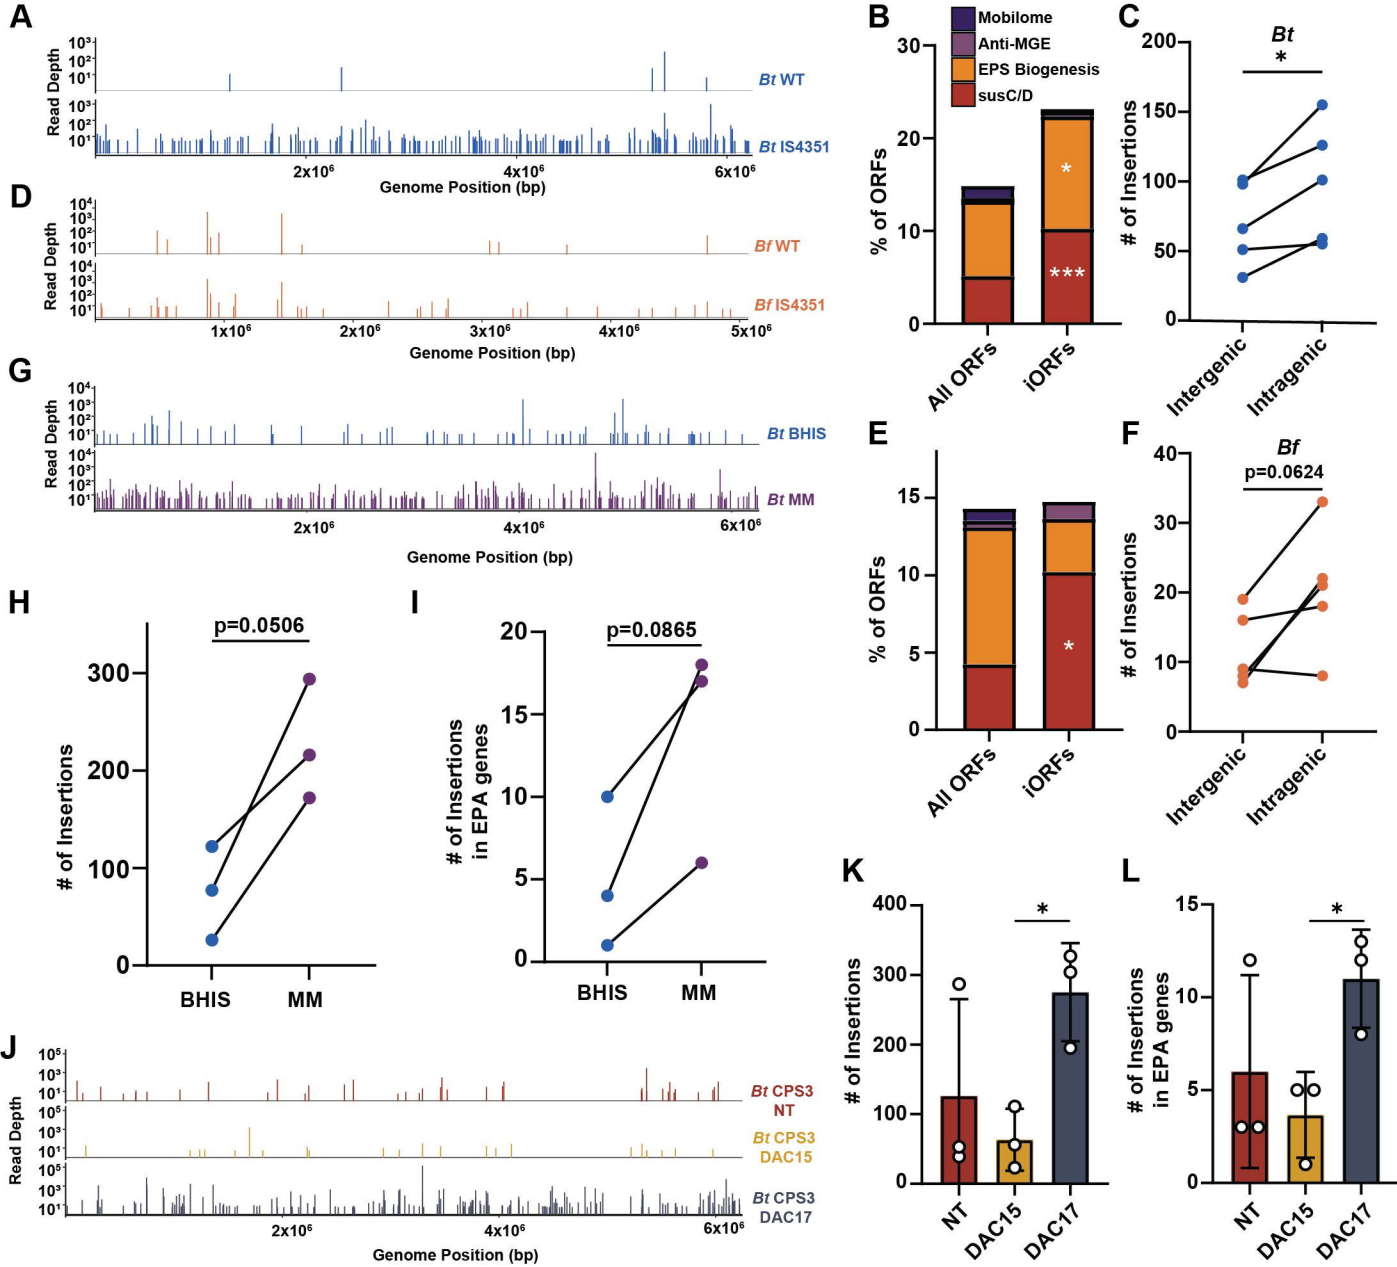 A
Read Depth
10³
10²
10¹
Bt WT
10³
10²
10¹
Bt IS4351
2x10⁶
4x10⁶
6x10⁶
Genome Position (bp)
B
Mobilome
Anti-MGE
EPS Biogenesis
susC/D
% of ORFs
30
20
10
0
*
***
All ORFs
iORFs
C
Bt
*
# of Insertions
200
150
100
50
0
Intergenic
Intragenic
D
Read Depth
10⁴
10³
10²
10¹
Bf WT
10⁴
10³
10²
10¹
Bf IS4351
1x10⁶
2x10⁶
3x10⁶
4x10⁶
5x10⁶
Genome Position (bp)
E
% of ORFs
15
10
5
0
*
All ORFs
iORFs
F
Bf
p=0.0624
# of Insertions
40
30
20
10
0
Intergenic
Intragenic
G
Read Depth
10⁴
10³
10²
10¹
Bt BHIS
10⁴
10³
10²
10¹
Bt MM
2x10⁶
4x10⁶
6x10⁶
Genome Position (bp)
H
p=0.0506
# of Insertions
300
200
100
0
BHIS
MM
I
p=0.0865
# of Insertions
in EPA genes
20
15
10
5
0
BHIS
MM
J
Read Depth
10⁵
10³
10¹
Bt CPS3
NT
10⁵
10³
10¹
Bt CPS3
DAC15
10⁵
10³
10¹
Bt CPS3
DAC17
2x10⁶
4x10⁶
6x10⁶
Genome Position (bp)
K
*
# of Insertions
400
300
200
100
0
NT
DAC15
DAC17
L
*
# of Insertions
in EPA genes
15
10
5
0
NT
DAC15
DAC17